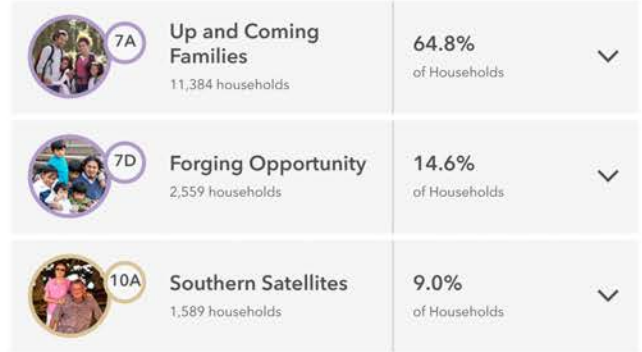 7A
Up and Coming
Families
11,384 households
64.8%
of Households
7D
Forging Opportunity
2,559 households
14.6%
of Households
10A
Southern Satellites
1,589 households
9.0%
of Households